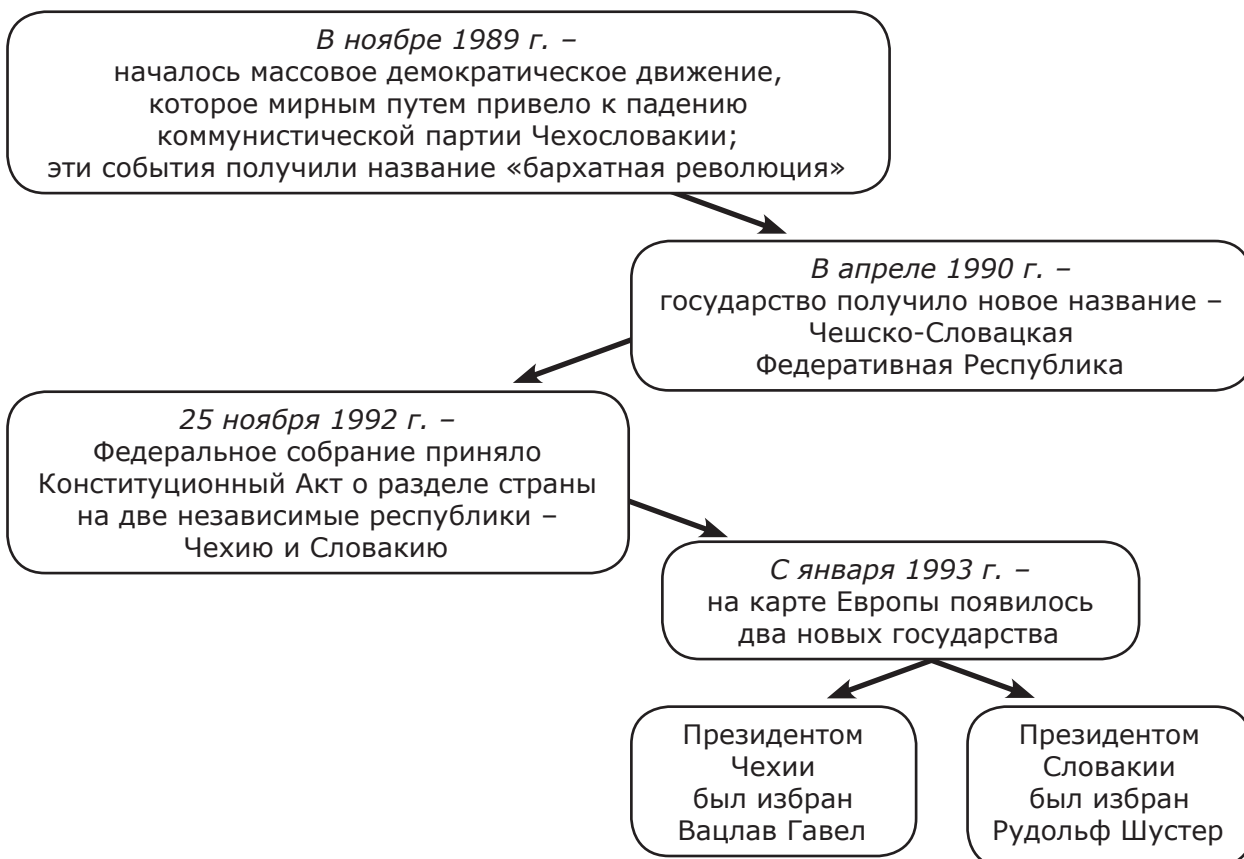 В ноябре 1989 г. –
началось массовое демократическое движение,
которое мирным путем привело к падению
коммунистической партии Чехословакии;
эти события получили название «бархатная революция»
В апреле 1990 г. –
государство получило новое название –
Чешско-Словацкая
Федеративная Республика
25 ноября 1992 г. –
Федеральное собрание приняло
Конституционный Акт о разделе страны
на две независимые республики –
Чехию и Словакию
С января 1993 г. –
на карте Европы появилось
два новых государства
Президентом
Чехии
был избран
Вацлав Гавел
Президентом
Словакии
был избран
Рудольф Шустер